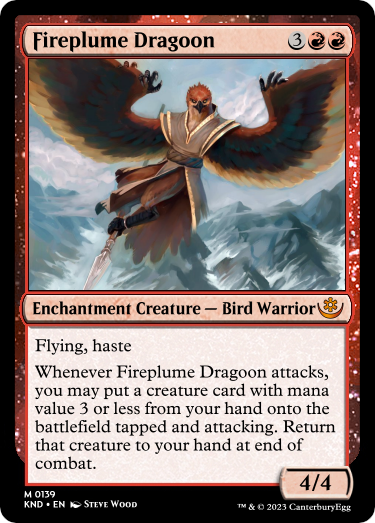 Fireplume Dragoon 3
Enchantment Creature — Bird Warrior
Flying, haste
Whenever Fireplume Dragoon attacks,
you may put a creature card with mana
value 3 or less from your hand onto the
battlefield tapped and attacking. Return
that creature to your hand at end of
combat.
4/4
M 0139
KND • EN Steve Wood
™ & © 2023 CanterburyEgg